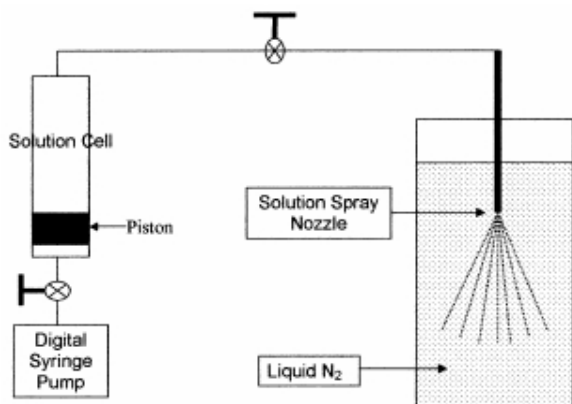 Solution Cell
Piston
Solution Spray
Nozzle
Digital
Syringe
Pump
Liquid N₂